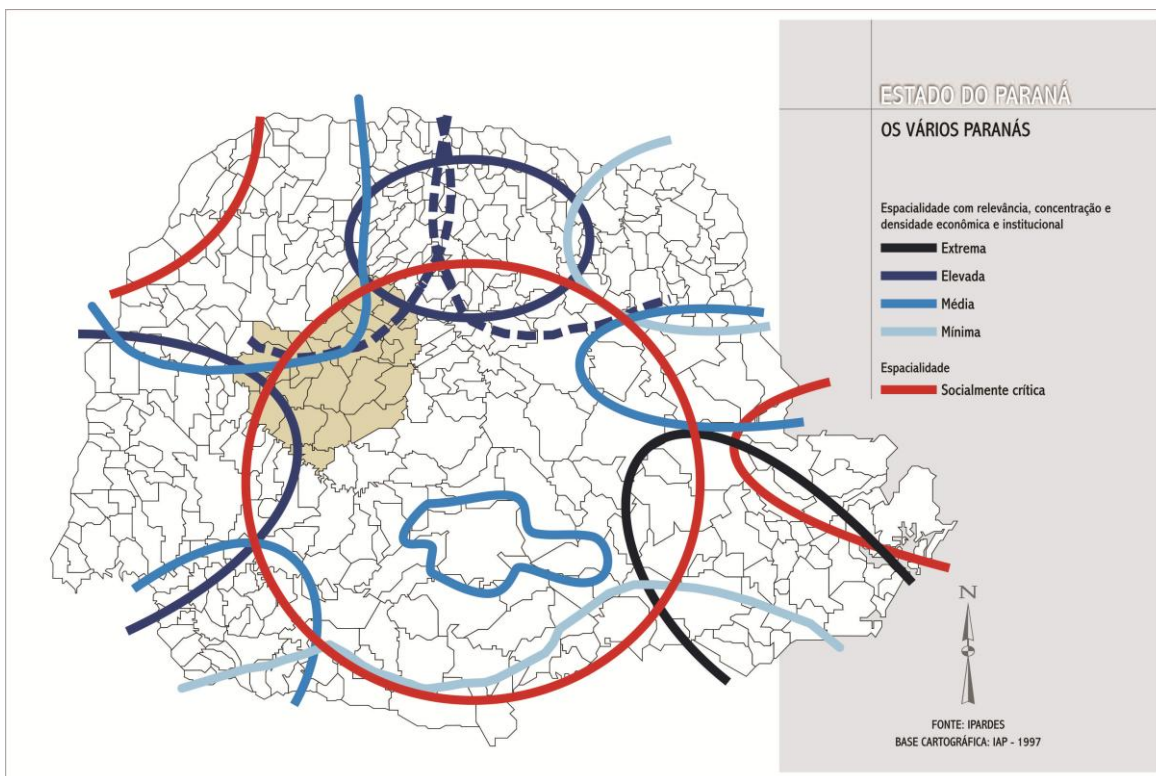 ESTADO DO PARANÁ
OS VÁRIOS PARANÁS
Espacialidade com relevância, concentração e
densidade econômica e institucional
Extrema
Elevada
Média
Mínima
Espacialidade
Socialmente crítica
N
FONTE: IPARDES
BASE CARTOGRÁFICA: IAP - 1997